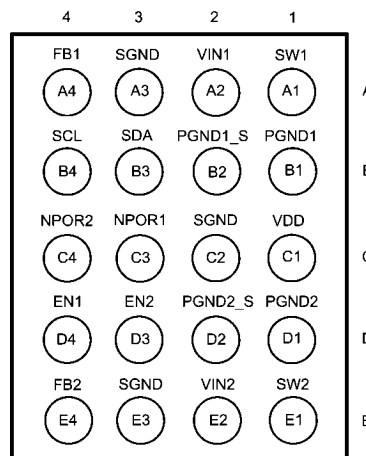 4 3 2 1
FB1 SGND VIN1 SW1
A4 A3 A2 A1
SCL SDA PGND1_S PGND1
B4 B3 B2 B1
NPOR2 NPOR1 SGND VDD
C4 C3 C2 C1
EN1 EN2 PGND2_S PGND2
D4 D3 D2 D1
FB2 SGND VIN2 SW2
E4 E3 E2 E1